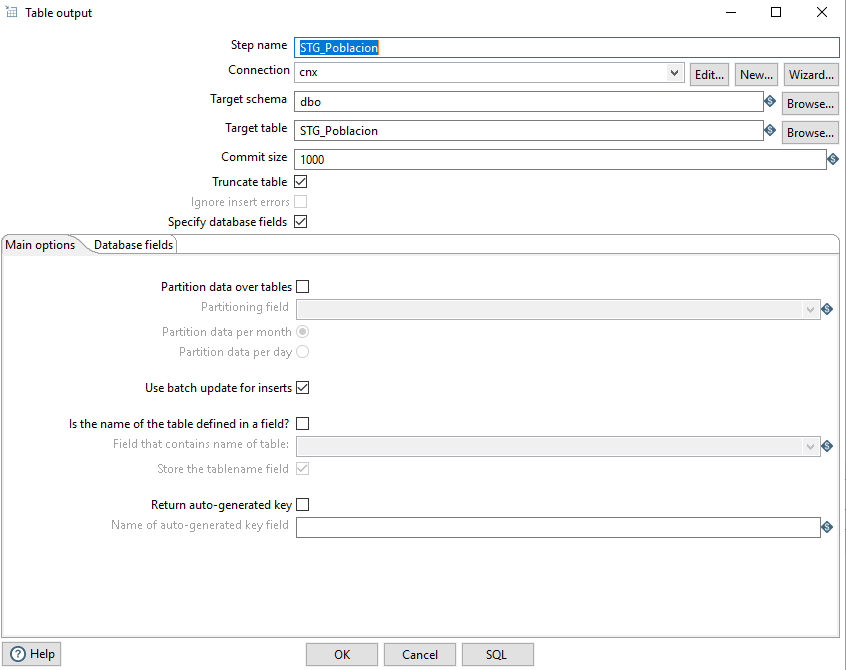 Table output
Step name STG_Poblacion
Connection cnx Edit... New... Wizard...
Target schema dbo Browse...
Target table STG_Poblacion Browse...
Commit size 1000
Truncate table
Ignore insert errors
Specify database fields
Main options Database fields
Partition data over tables
Partitioning field
Partition data per month
Partition data per day
Use batch update for inserts
Is the name of the table defined in a field?
Field that contains name of table:
Store the tablename field
Return auto-generated key
Name of auto-generated key field
Help OK Cancel SQL